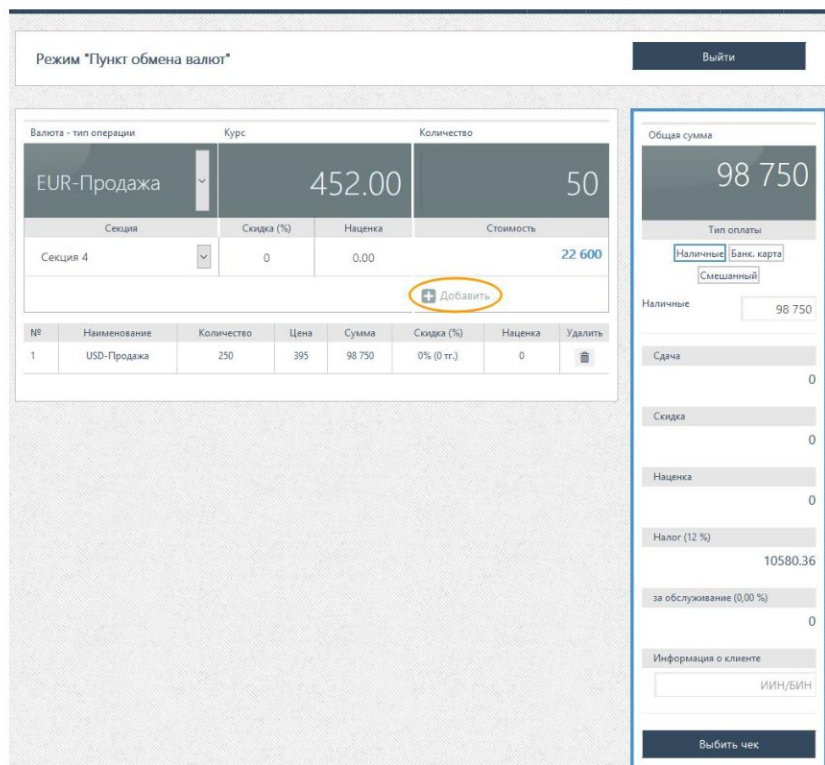 Режим "Пункт обмена валют"
Выйти
Валюта - тип операции Курс Количество
EUR-Продажа 452.00 50
Секция Скидка (%) Наценка Стоимость
Секция 4 0 0.00 22 600
Добавить
№ Наименование Количество Цена Сумма Скидка (%) Наценка Удалить
1 USD-Продажа 250 395 98 750 0% (0 тг.) 0
Общая сумма
98 750
Тип оплаты
Наличные Банк. карта
Смешанный
Наличные 98 750
Сдача
0
Скидка
0
Наценка
0
Налог (12 %)
10580.36
за обслуживание (0,00 %)
0
Информация о клиенте
ИИН/БИН
Выбить чек